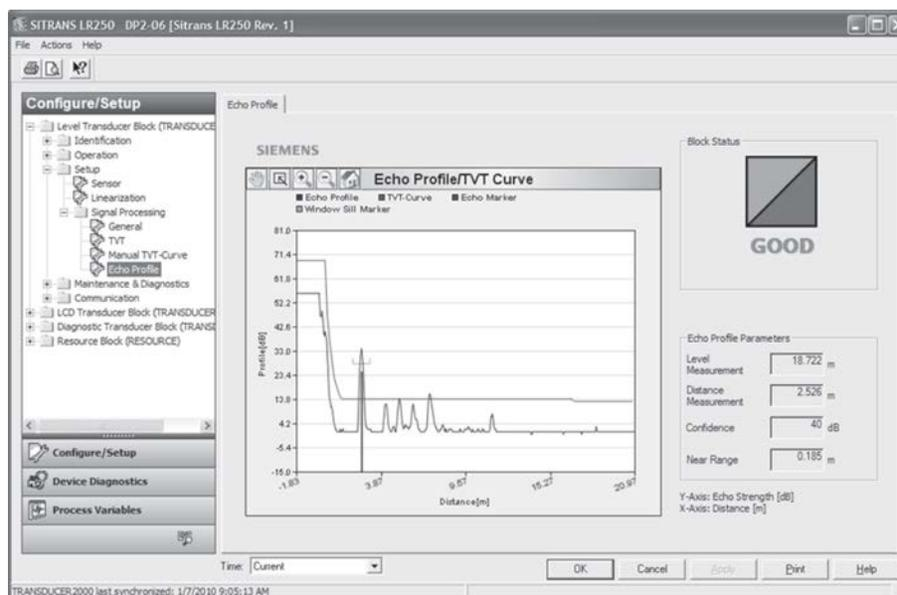 SITRANS LR250 DP2-06 [Sitrans LR250 Rev. 1]
File Actions Help
Configure/Setup
Level Transducer Block (TRANSDUCE
Identification
Operation
Setup
Sensor
Linearization
Signal Processing
General
TVT
Manual TVT-Curve
Echo Profile
Maintenance & Diagnostics
Communication
LCD Transducer Block (TRANSDUCER
Diagnostic Transducer Block (TRANSD
Resource Block (RESOURCE)
Configure/Setup
Device Diagnostics
Process Variables
Echo Profile
SIEMENS
Echo Profile/TVT Curve
Echo Profile TVT-Curve Echo Marker
Window Sill Marker
81.0
71.4
61.8
52.2
42.6
33.0
23.4
13.8
4.2
-5.4
-15.0
Profile[dB]
-1.83 3.87 9.57 15.27 20.97
Distance[m]
Block Status
GOOD
Echo Profile Parameters
Level Measurement 18.722 m
Distance Measurement 2.526 m
Confidence 40 dB
Near Range 0.185 m
Y-Axis: Echo Strength [dB]
X-Axis: Distance [m]
Time: Current
OK Cancel Apply Print Help
TRANSDUCER2000 last synchronized: 1/7/2010 9:05:13 AM